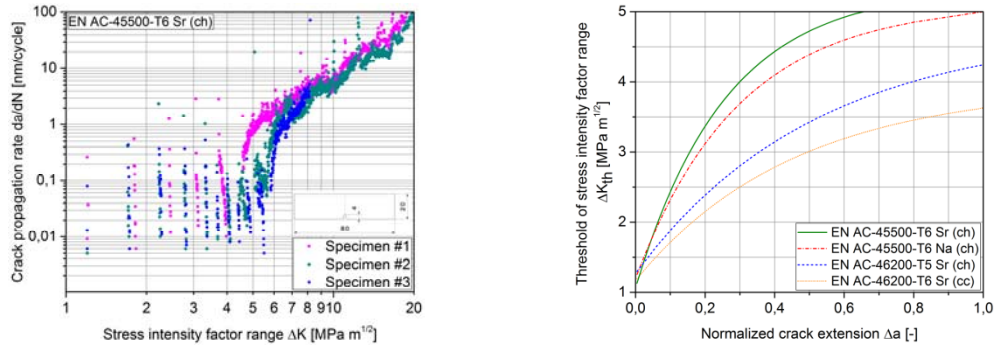 EN AC-45500-T6 Sr (ch)
Crack propagation rate da/dN [nm/cycle]
100
10
1
0,1
0,01
80
20
Specimen #1
Specimen #2
Specimen #3
1 2 3 4 5 6 7 8 9 10 20
Stress intensity factor range ΔK [MPa m^1/2]
Threshold of stress intensity factor range
ΔK_th [MPa m^1/2]
5
4
3
2
1
EN AC-45500-T6 Sr (ch)
EN AC-45500-T6 Na (ch)
EN AC-46200-T5 Sr (ch)
EN AC-46200-T6 Sr (cc)
0,0 0,2 0,4 0,6 0,8 1,0
Normalized crack extension Δa [-]